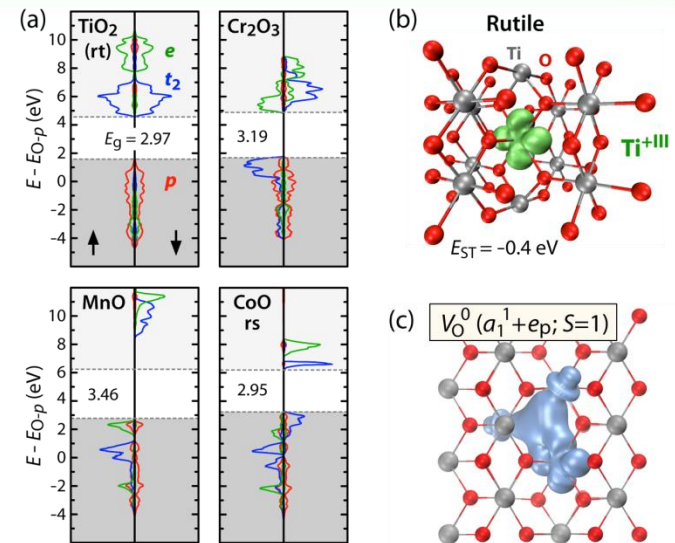 (a)
TiO2 (rt)
e
t2
Eg = 2.97
p
Cr2O3
3.19
10
8
6
4
2
0
-2
-4
E - EO-p (eV)
MnO
3.46
CoO
rs
2.95
10
8
6
4
2
0
-2
-4
E - EO-p (eV)
(b)
Rutile
Ti
O
Ti+III
EST = –0.4 eV
(c)
VO0 (a11+ep; S=1)